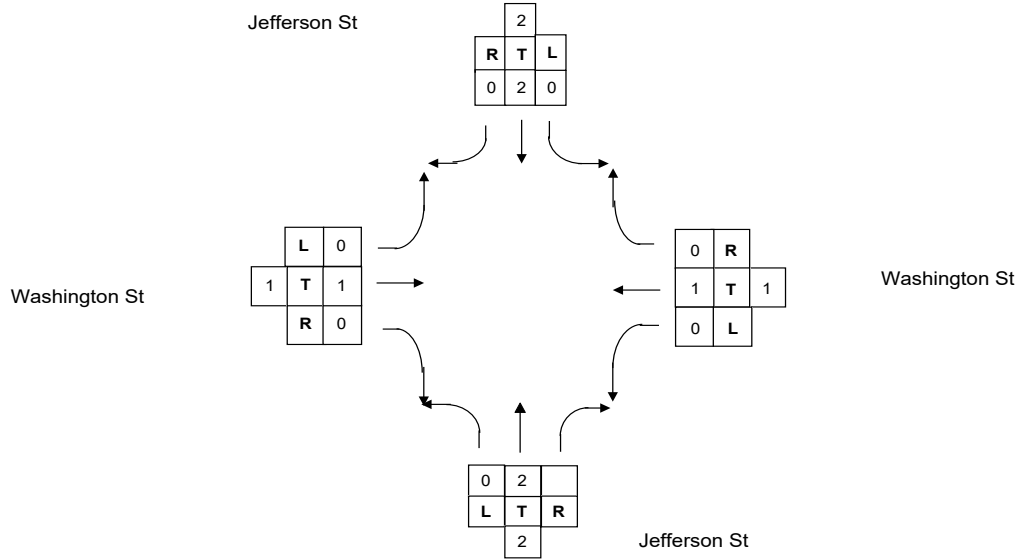 Jefferson St
2
R T L
0 2 0
L 0
1 T 1
R 0
Washington St
0 R
1 T 1
0 L
Washington St
0 2
L T R
2
Jefferson St